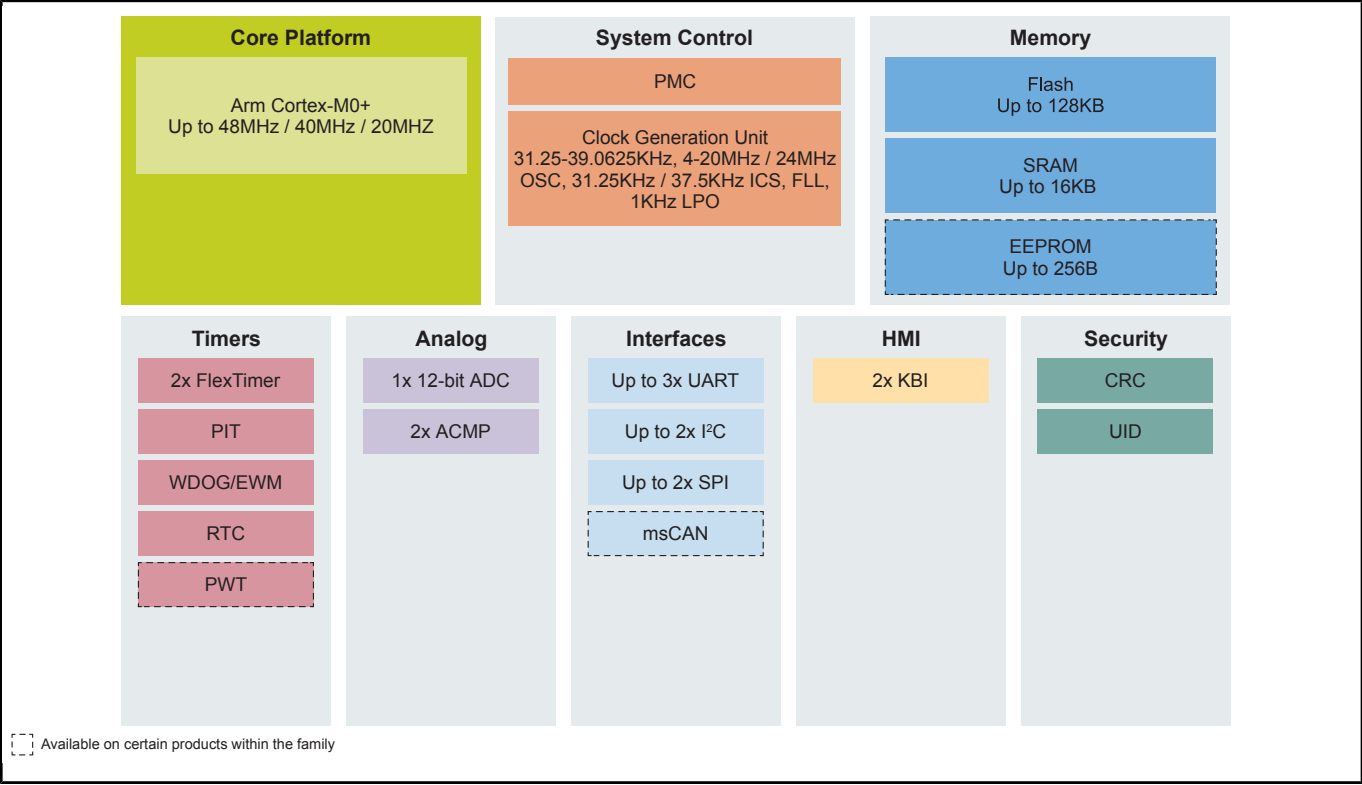 Core Platform
Arm Cortex-M0+
Up to 48MHz / 40MHz / 20MHZ
System Control
PMC
Clock Generation Unit
31.25-39.0625KHz, 4-20MHz / 24MHz
OSC, 31.25KHz / 37.5KHz ICS, FLL,
1KHz LPO
Memory
Flash
Up to 128KB
SRAM
Up to 16KB
EEPROM
Up to 256B
Timers
2x FlexTimer
PIT
WDOG/EWM
RTC
PWT
Analog
1x 12-bit ADC
2x ACMP
Interfaces
Up to 3x UART
Up to 2x I²C
Up to 2x SPI
msCAN
HMI
2x KBI
Security
CRC
UID
Available on certain products within the family